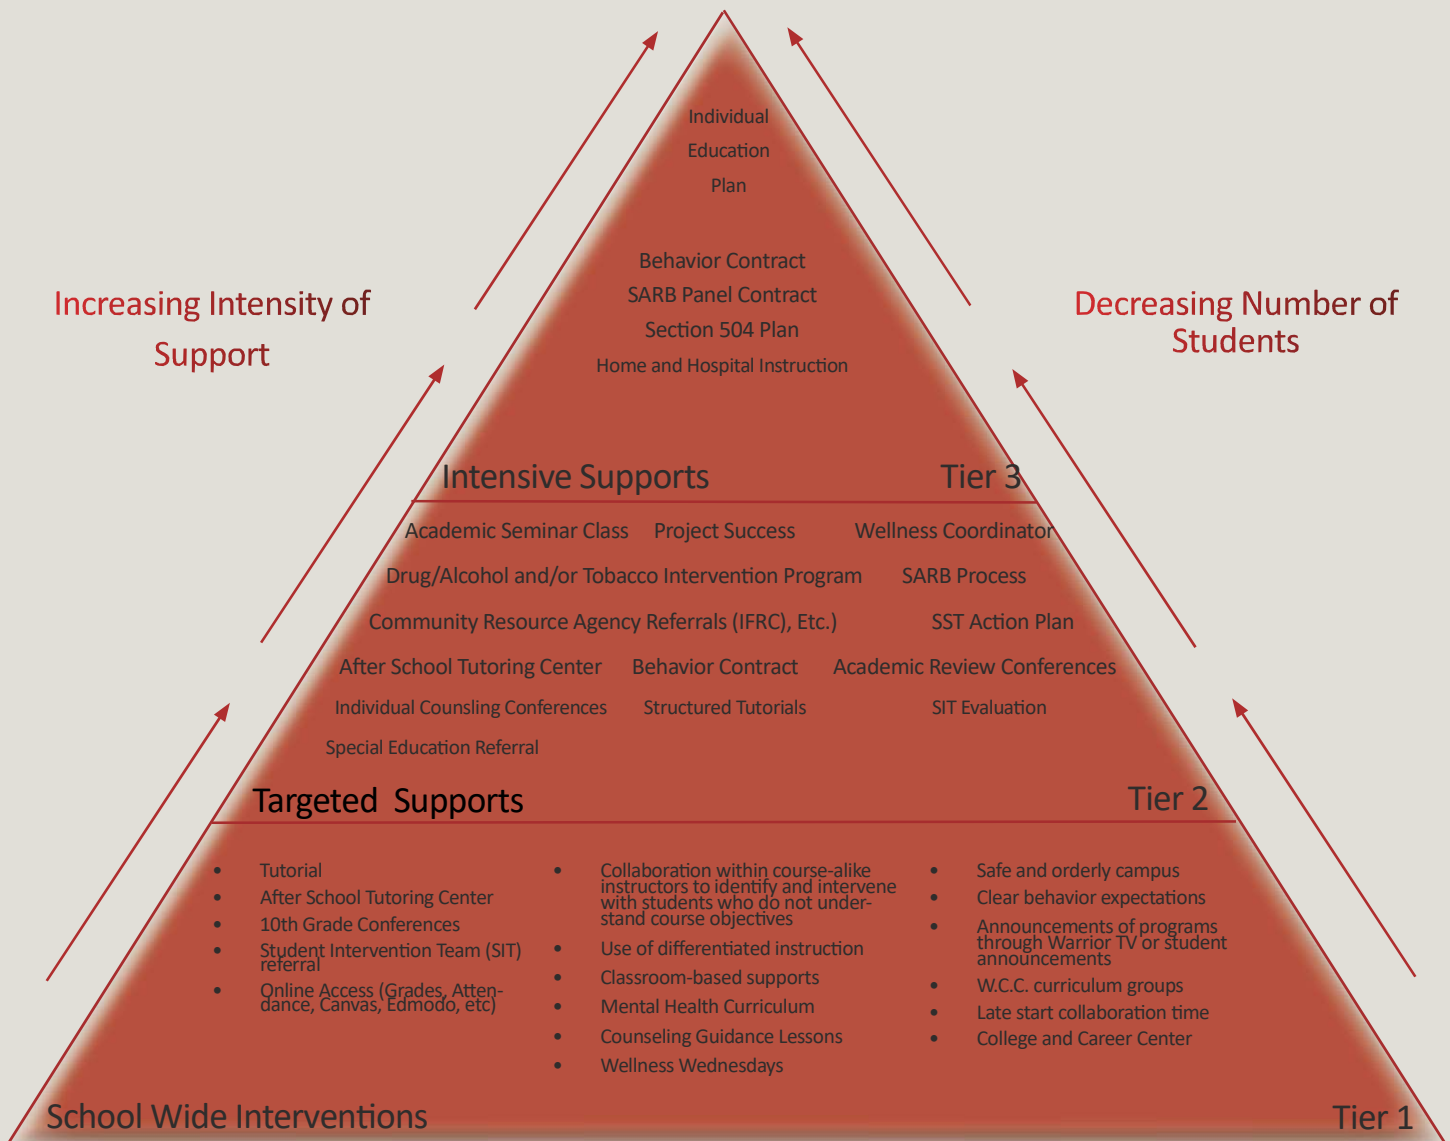 Individual
Education
Plan
Behavior Contract
SARB Panel Contract
Section 504 Plan
Home and Hospital Instruction
Increasing Intensity of
Support
Decreasing Number of
Students
Intensive Supports Tier 3
Academic Seminar Class Project Success Wellness Coordinator
Drug/Alcohol and/or Tobacco Intervention Program SARB Process
Community Resource Agency Referrals (IFRC), Etc.) SST Action Plan
After School Tutoring Center Behavior Contract Academic Review Conferences
Individual Counsling Conferences Structured Tutorials SIT Evaluation
Special Education Referral
Targeted Supports Tier 2
• Tutorial
• After School Tutoring Center
• 10th Grade Conferences
• Student Intervention Team (SIT)
referral
• Online Access (Grades, Atten-
dance, Canvas, Edmodo, etc)
• Collaboration within course-alike
instructors to identify and intervene
with students who do not under-
stand course objectives
• Use of differentiated instruction
• Classroom-based supports
• Mental Health Curriculum
• Counseling Guidance Lessons
• Wellness Wednesdays
• Safe and orderly campus
• Clear behavior expectations
• Announcements of programs
through Warrior TV or student
announcements
• W.C.C. curriculum groups
• Late start collaboration time
• College and Career Center
School Wide Interventions Tier 1